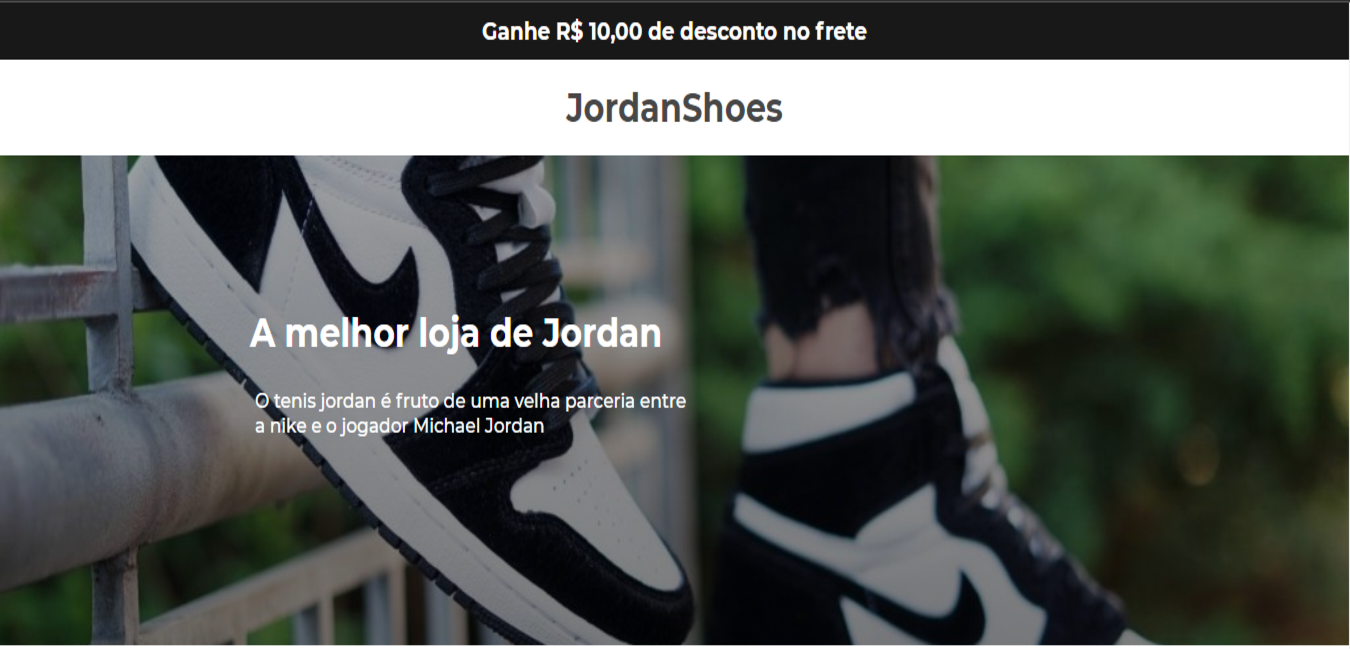 Ganhe R$ 10,00 de desconto no frete
JordanShoes
A melhor loja de Jordan
O tenis jordan é fruto de uma velha parceria entre
a nike e o jogador Michael Jordan